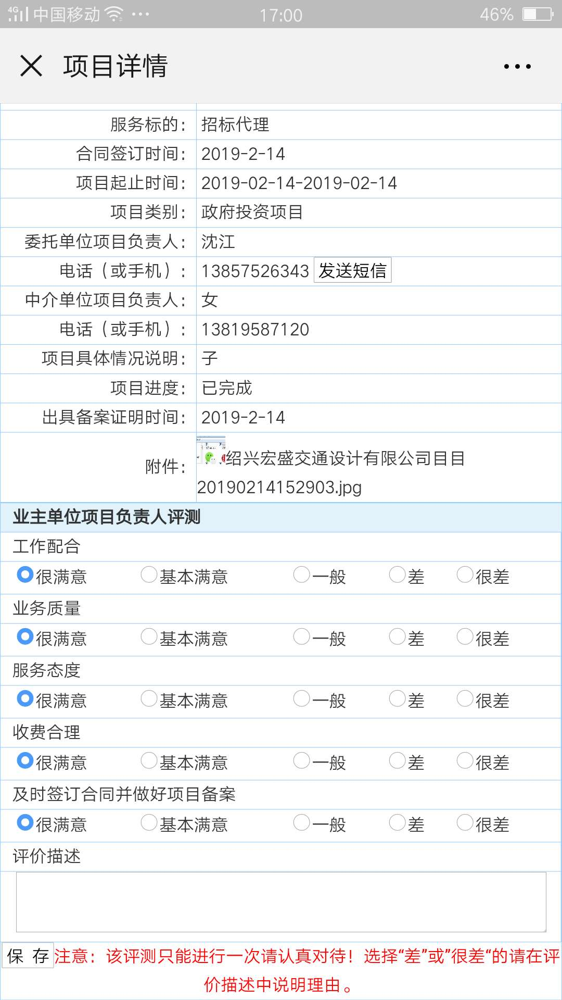 4G 中国移动 ··· 17:00 46%
项目详情
服务标的： 招标代理
合同签订时间： 2019-2-14
项目起止时间： 2019-02-14-2019-02-14
项目类别： 政府投资项目
委托单位项目负责人： 沈江
电话（或手机）： 13857526343 发送短信
中介单位项目负责人： 女
电话（或手机）： 13819587120
项目具体情况说明： 子
项目进度： 已完成
出具备案证明时间： 2019-2-14
附件： 绍兴宏盛交通设计有限公司目目
20190214152903.jpg
业主单位项目负责人评测
工作配合
很满意 基本满意 一般 差 很差
业务质量
很满意 基本满意 一般 差 很差
服务态度
很满意 基本满意 一般 差 很差
收费合理
很满意 基本满意 一般 差 很差
及时签订合同并做好项目备案
很满意 基本满意 一般 差 很差
评价描述
保 存 注意：该评测只能进行一次请认真对待！选择“差”或”很差“的请在评
价描述中说明理由。